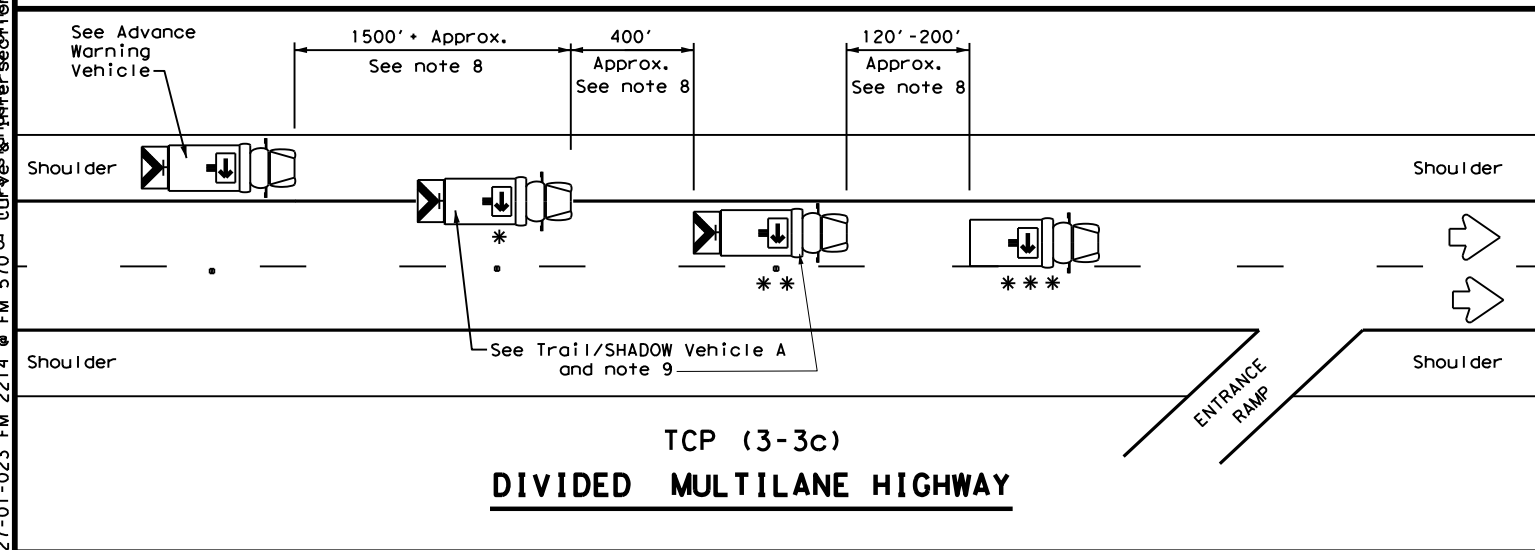 See Advance
Warning
Vehicle
1500'+ Approx.
See note 8
400'
Approx.
See note 8
120'-200'
Approx.
See note 8
Shoulder
Shoulder
*
* *
* * *
See Trail/SHADOW Vehicle A
and note 9
Shoulder
Shoulder
ENTRANCE
RAMP
TCP (3-3c)
DIVIDED MULTILANE HIGHWAY